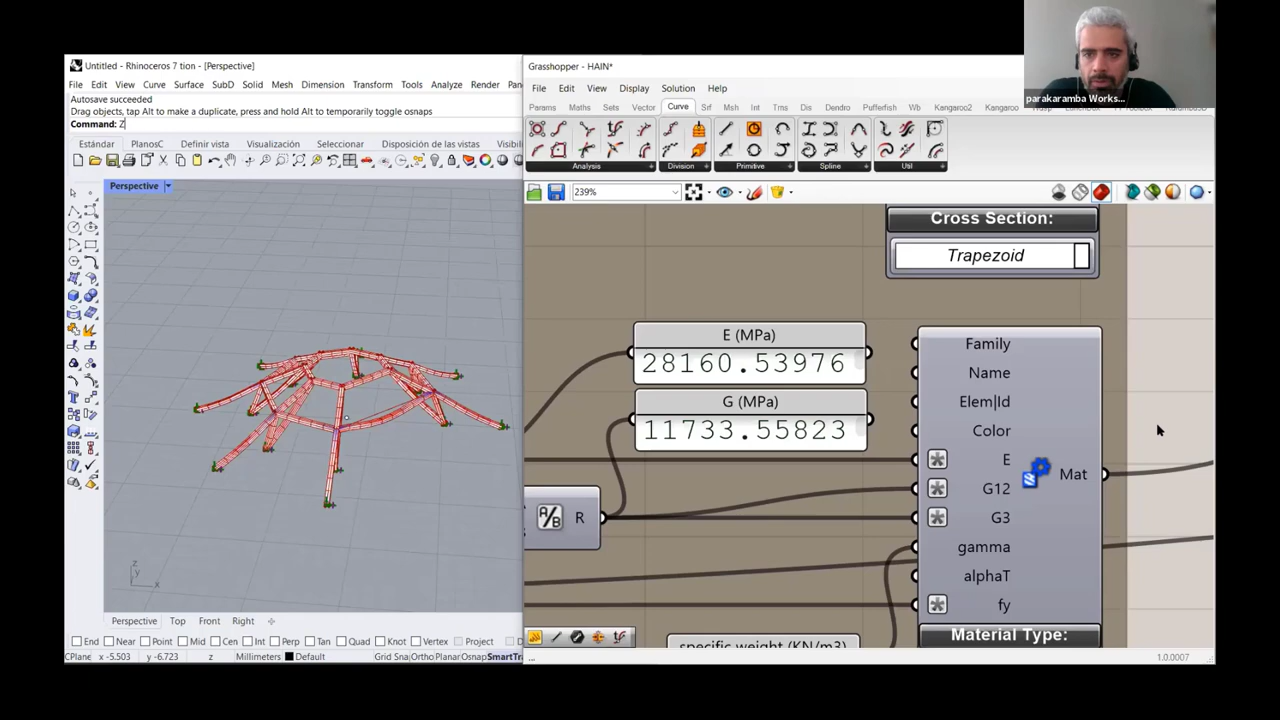 Untitled - Rhinoceros 7 tion - [Perspective]
File Edit View Curve Surface SubD Solid Mesh Dimension Transform Tools Analyze Render Pan
Autosave succeeded
Drag objects, tap Alt to make a duplicate, press and hold Alt to temporarily toggle osnaps
Command: Z
Estándar PlanosC Definir vista Visualización Seleccionar Disposición de las vistas Visibi
Perspective
z
y
x
Perspective Top Front Right
End Near Point Mid Cen Int Perp Tan Quad Knot Vertex Project
CPlane x -5.503 y -6.723 z Millimeters Default Grid Sna Ortho Planar Osnap SmartTra
Grasshopper - HAIN*
File Edit View Display Solution Help
Params Maths Sets Vector Curve Srf Msh Int Trns Dis Dendro Pufferfish Wb Kangaroo2 Kangaroo
Analysis Division Primitive Spline Util
239%
Cross Section:
Trapezoid
E (MPa)
28160.53976
G (MPa)
11733.55823
A/B R
Family
Name
Elem|Id
Color
E
G12
G3
gamma
alphaT
fy
Mat
Material Type:
specific weight (KN/m3)
...
1.0.0007
parakaramba Works...